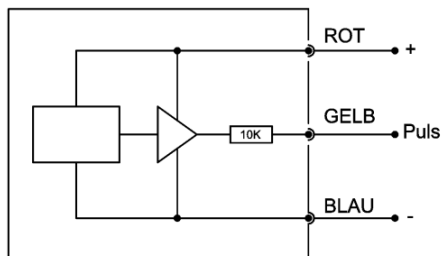 ROT
+
GELB
10K
Puls
BLAU
-